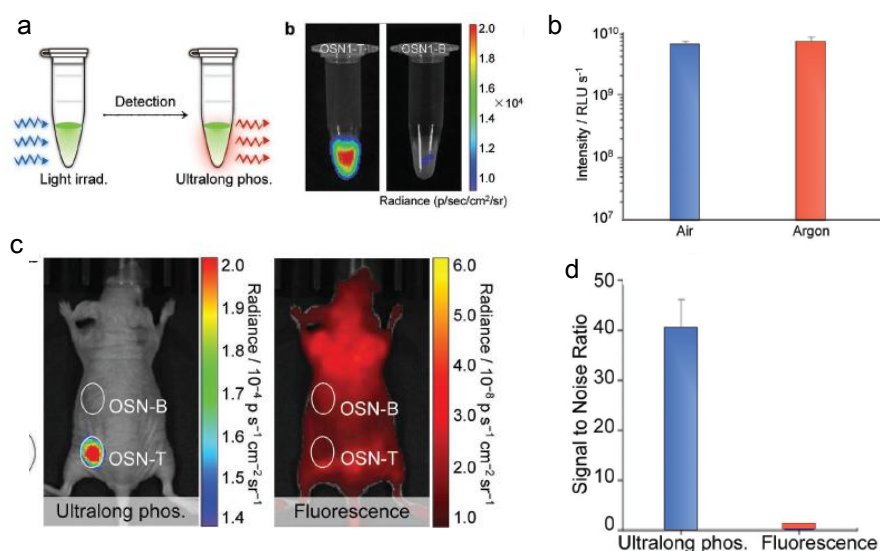 a
Detection
Light irrad.
Ultralong phos.
b
OSN1-T
OSN1-B
2.0
1.8
1.6
×10⁴
1.4
1.2
1.0
Radiance (p/sec/cm²/sr)
b
Intensity / RLU s⁻¹
10¹⁰
10⁹
10⁸
10⁷
Air
Argon
c
OSN-B
OSN-T
Ultralong phos.
2.0
1.9
1.8
1.7
1.6
1.5
1.4
Radiance / 10⁻⁴ p s⁻¹ cm⁻² sr⁻¹
OSN-B
OSN-T
Fluorescence
6.0
5.0
4.0
3.0
2.0
1.0
Radiance / 10⁻⁸ p s⁻¹ cm⁻² sr⁻¹
d
Signal to Noise Ratio
50
40
30
20
10
0
Ultralong phos.
Fluorescence